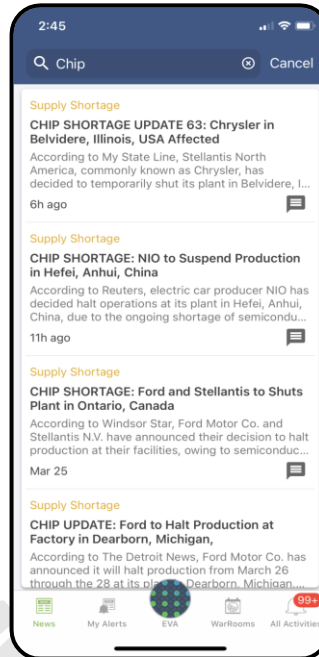 2:45
Chip
Cancel
Supply Shortage
CHIP SHORTAGE UPDATE 63: Chrysler in
Belvidere, Illinois, USA Affected
According to My State Line, Stellantis North
America, commonly known as Chrysler, has
decided to temporarily shut its plant in Belvidere, I...
6h ago
Supply Shortage
CHIP SHORTAGE: NIO to Suspend Production
in Hefei, Anhui, China
According to Reuters, electric car producer NIO has
decided halt operations at its plant in Hefei, Anhui,
China, due to the ongoing shortage of semicondu...
11h ago
Supply Shortage
CHIP SHORTAGE: Ford and Stellantis to Shuts
Plant in Ontario, Canada
According to Windsor Star, Ford Motor Co. and
Stellantis N.V. have announced their decision to halt
production at their facilities, owing to semiconduc...
Mar 25
Supply Shortage
CHIP UPDATE: Ford to Halt Production at
Factory in Dearborn, Michigan,
According to The Detroit News, Ford Motor Co. has
announced it will halt production from March 26
through the 28 at its Dearborn, Michigan....
99+
News
My Alerts
EVA
WarRooms
All Activities